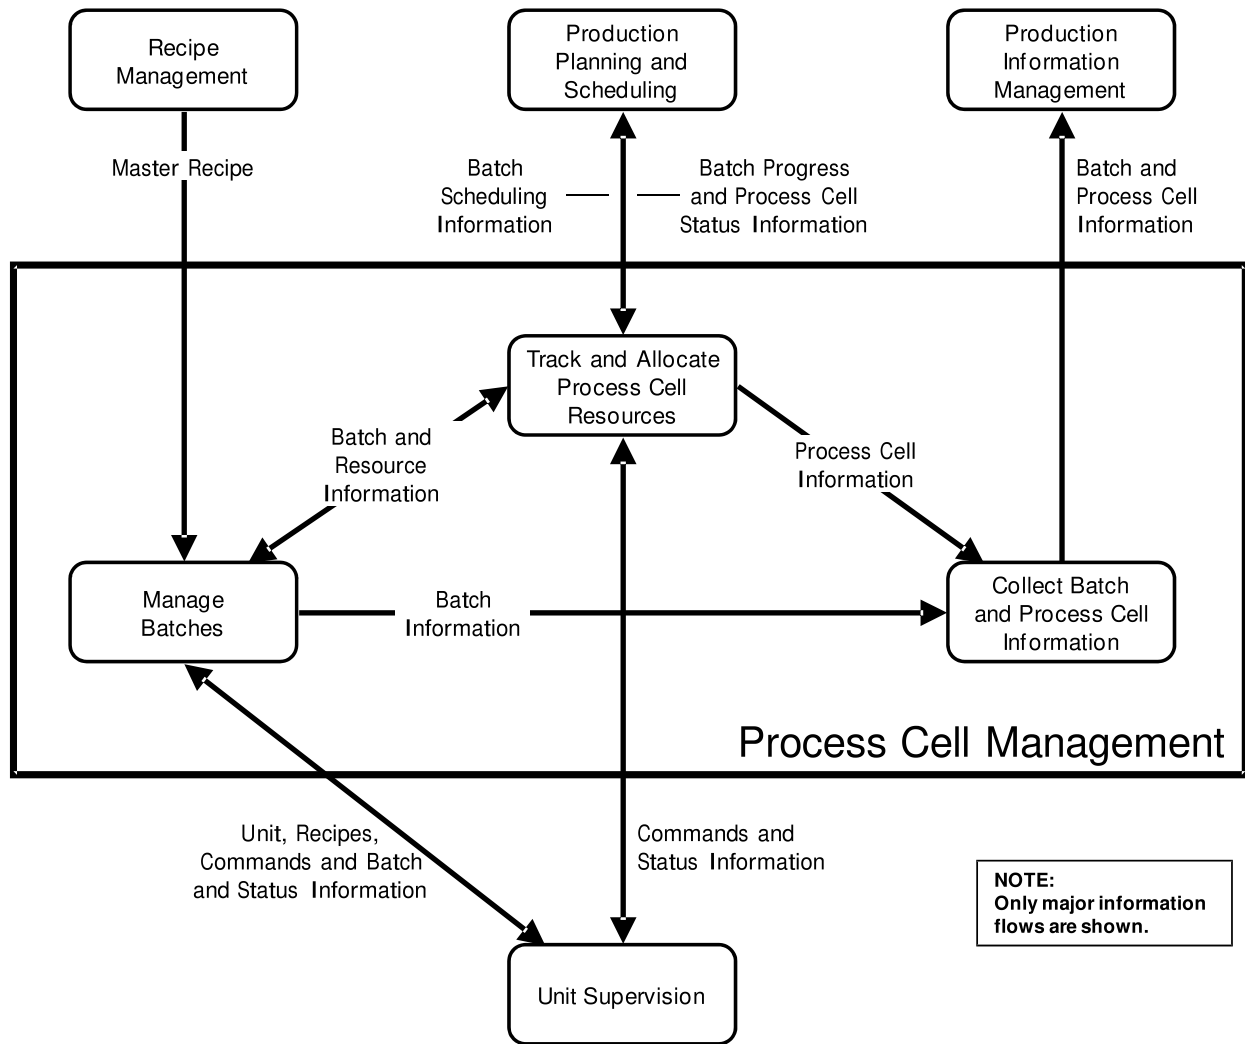 Recipe
Management
Production
Planning and
Scheduling
Production
Information
Management
Master Recipe
Batch
Scheduling
Information
Batch Progress
and Process Cell
Status Information
Batch and
Process Cell
Information
Track and Allocate
Process Cell
Resources
Batch and
Resource
Information
Process Cell
Information
Manage
Batches
Batch
Information
Collect Batch
and Process Cell
Information
Process Cell Management
Unit, Recipes,
Commands and Batch
and Status Information
Commands and
Status Information
NOTE:
Only major information
flows are shown.
Unit Supervision